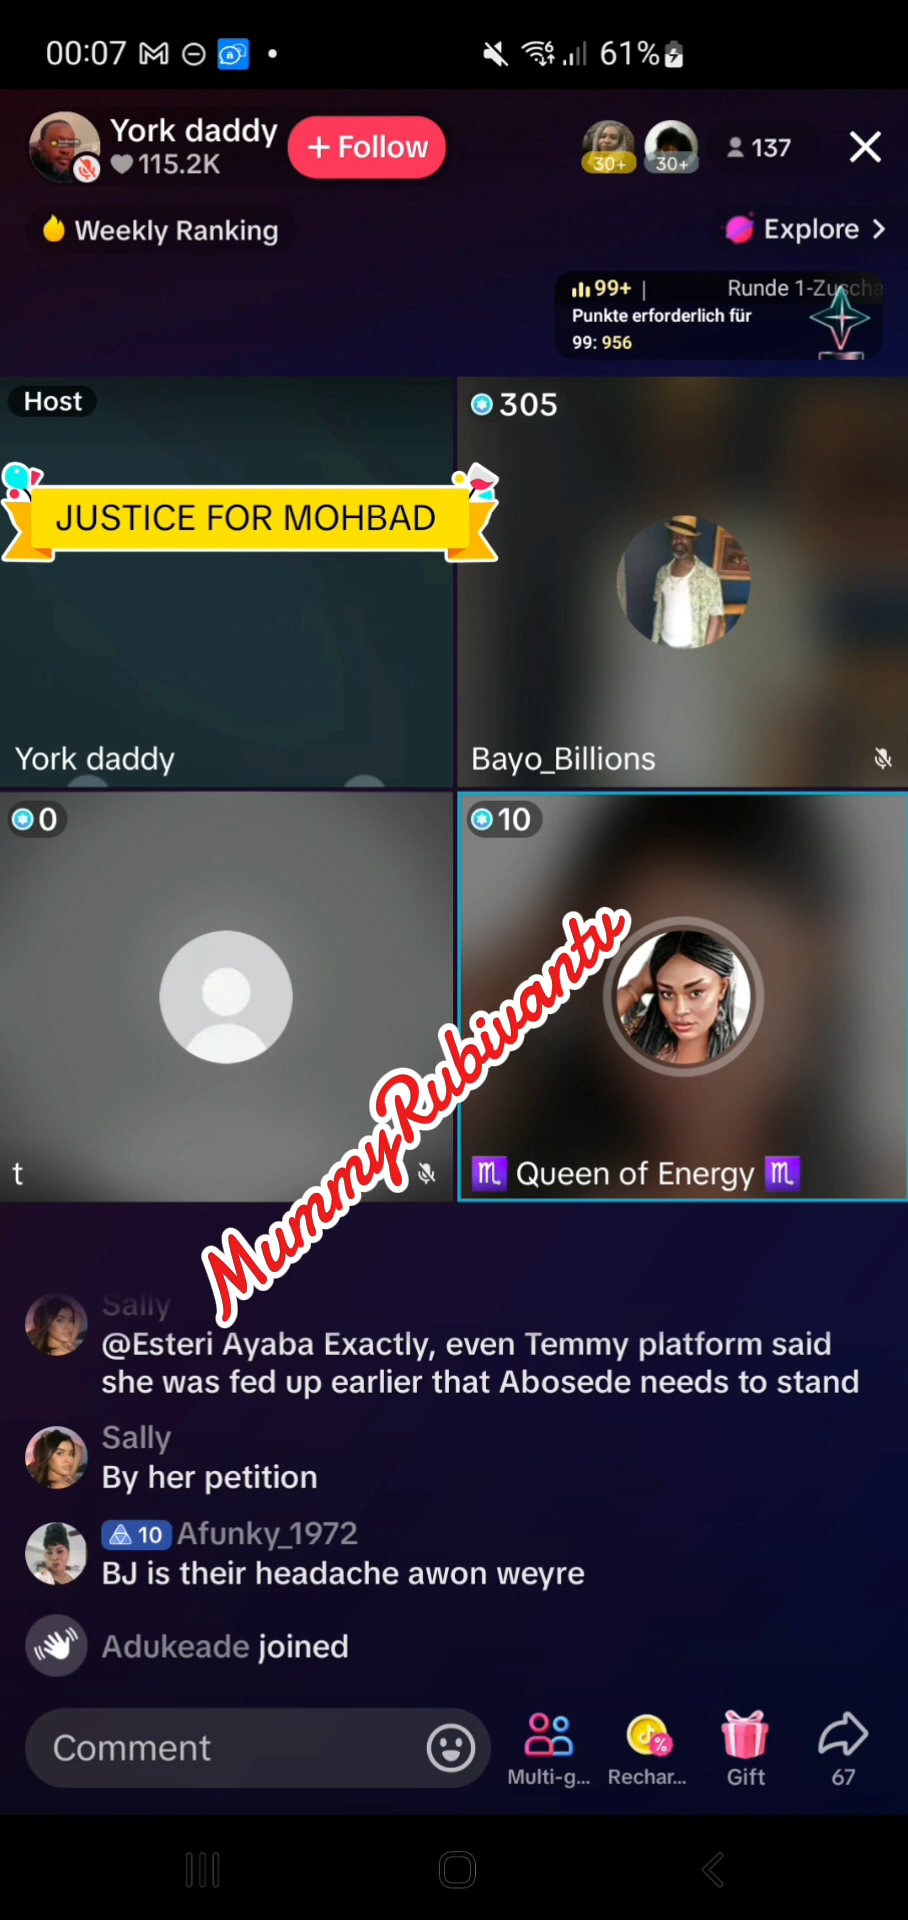 00:07
61%
York daddy
115.2K
+ Follow
30+
30+
137
Weekly Ranking
Explore >
99+ | Runde 1-Zuscha
Punkte erforderlich für
99: 956
Host
305
JUSTICE FOR MOHBAD
York daddy
Bayo_Billions
0
10
MummyRubivantv
t
Queen of Energy
Sally
@Esteri Ayaba Exactly, even Temmy platform said
she was fed up earlier that Abosede needs to stand
Sally
By her petition
10 Afunky_1972
BJ is their headache awon weyre
Adukeade joined
Comment
Multi-g...
Rechar...
Gift
67